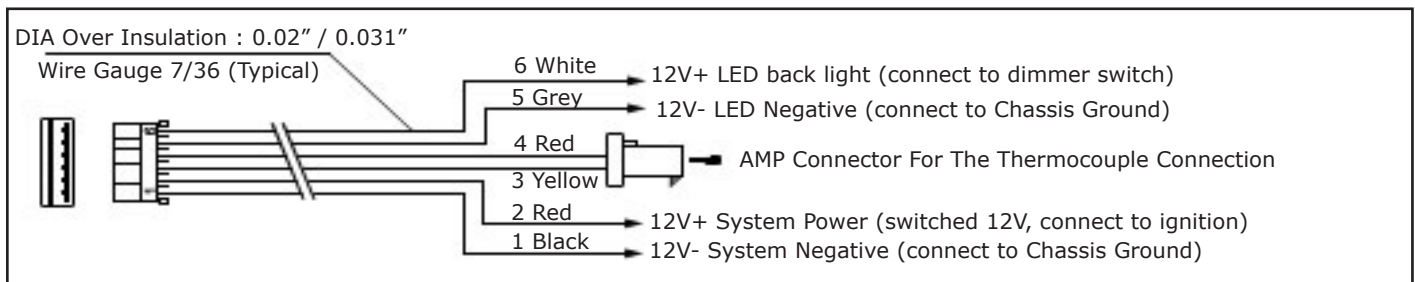 DIA Over Insulation : 0.02” / 0.031”
Wire Gauge 7/36 (Typical)
6 White
12V+ LED back light (connect to dimmer switch)
5 Grey
12V- LED Negative (connect to Chassis Ground)
4 Red
AMP Connector For The Thermocouple Connection
3 Yellow
2 Red
12V+ System Power (switched 12V, connect to ignition)
1 Black
12V- System Negative (connect to Chassis Ground)